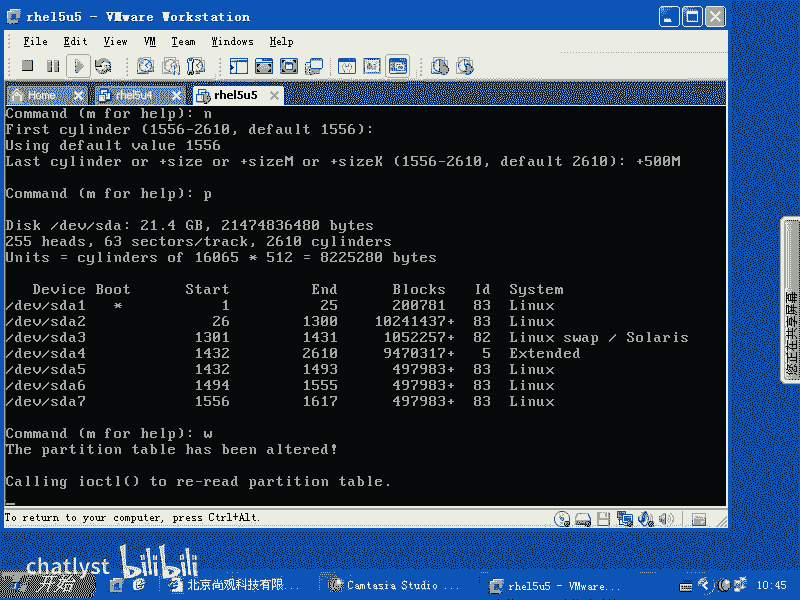 rhel5u5 - VMware Workstation
File Edit View VM Team Windows Help
Home rhel5u4 rhel5u5
Command (m for help): n
First cylinder (1556-2610, default 1556):
Using default value 1556
Last cylinder or +size or +sizeM or +sizeK (1556-2610, default 2610): +500M
Command (m for help): p
Disk /dev/sda: 21.4 GB, 21474836480 bytes
255 heads, 63 sectors/track, 2610 cylinders
Units = cylinders of 16065 * 512 = 8225280 bytes
Device Boot Start End Blocks Id System
/dev/sda1 * 1 25 200781 83 Linux
/dev/sda2 26 1300 10241437+ 83 Linux
/dev/sda3 1301 1431 1052257+ 82 Linux swap / Solaris
/dev/sda4 1432 2610 9470317+ 5 Extended
/dev/sda5 1432 1493 497983+ 83 Linux
/dev/sda6 1494 1555 497983+ 83 Linux
/dev/sda7 1556 1617 497983+ 83 Linux
Command (m for help): w
The partition table has been altered!
Calling ioctl() to re-read partition table.
To return to your computer, press Ctrl+Alt.
您正在共享屏幕
chatlyst bilibili
开始 北京尚观科技有限... Camtasia Studio ... rhel5u5 - VMware... 10:45